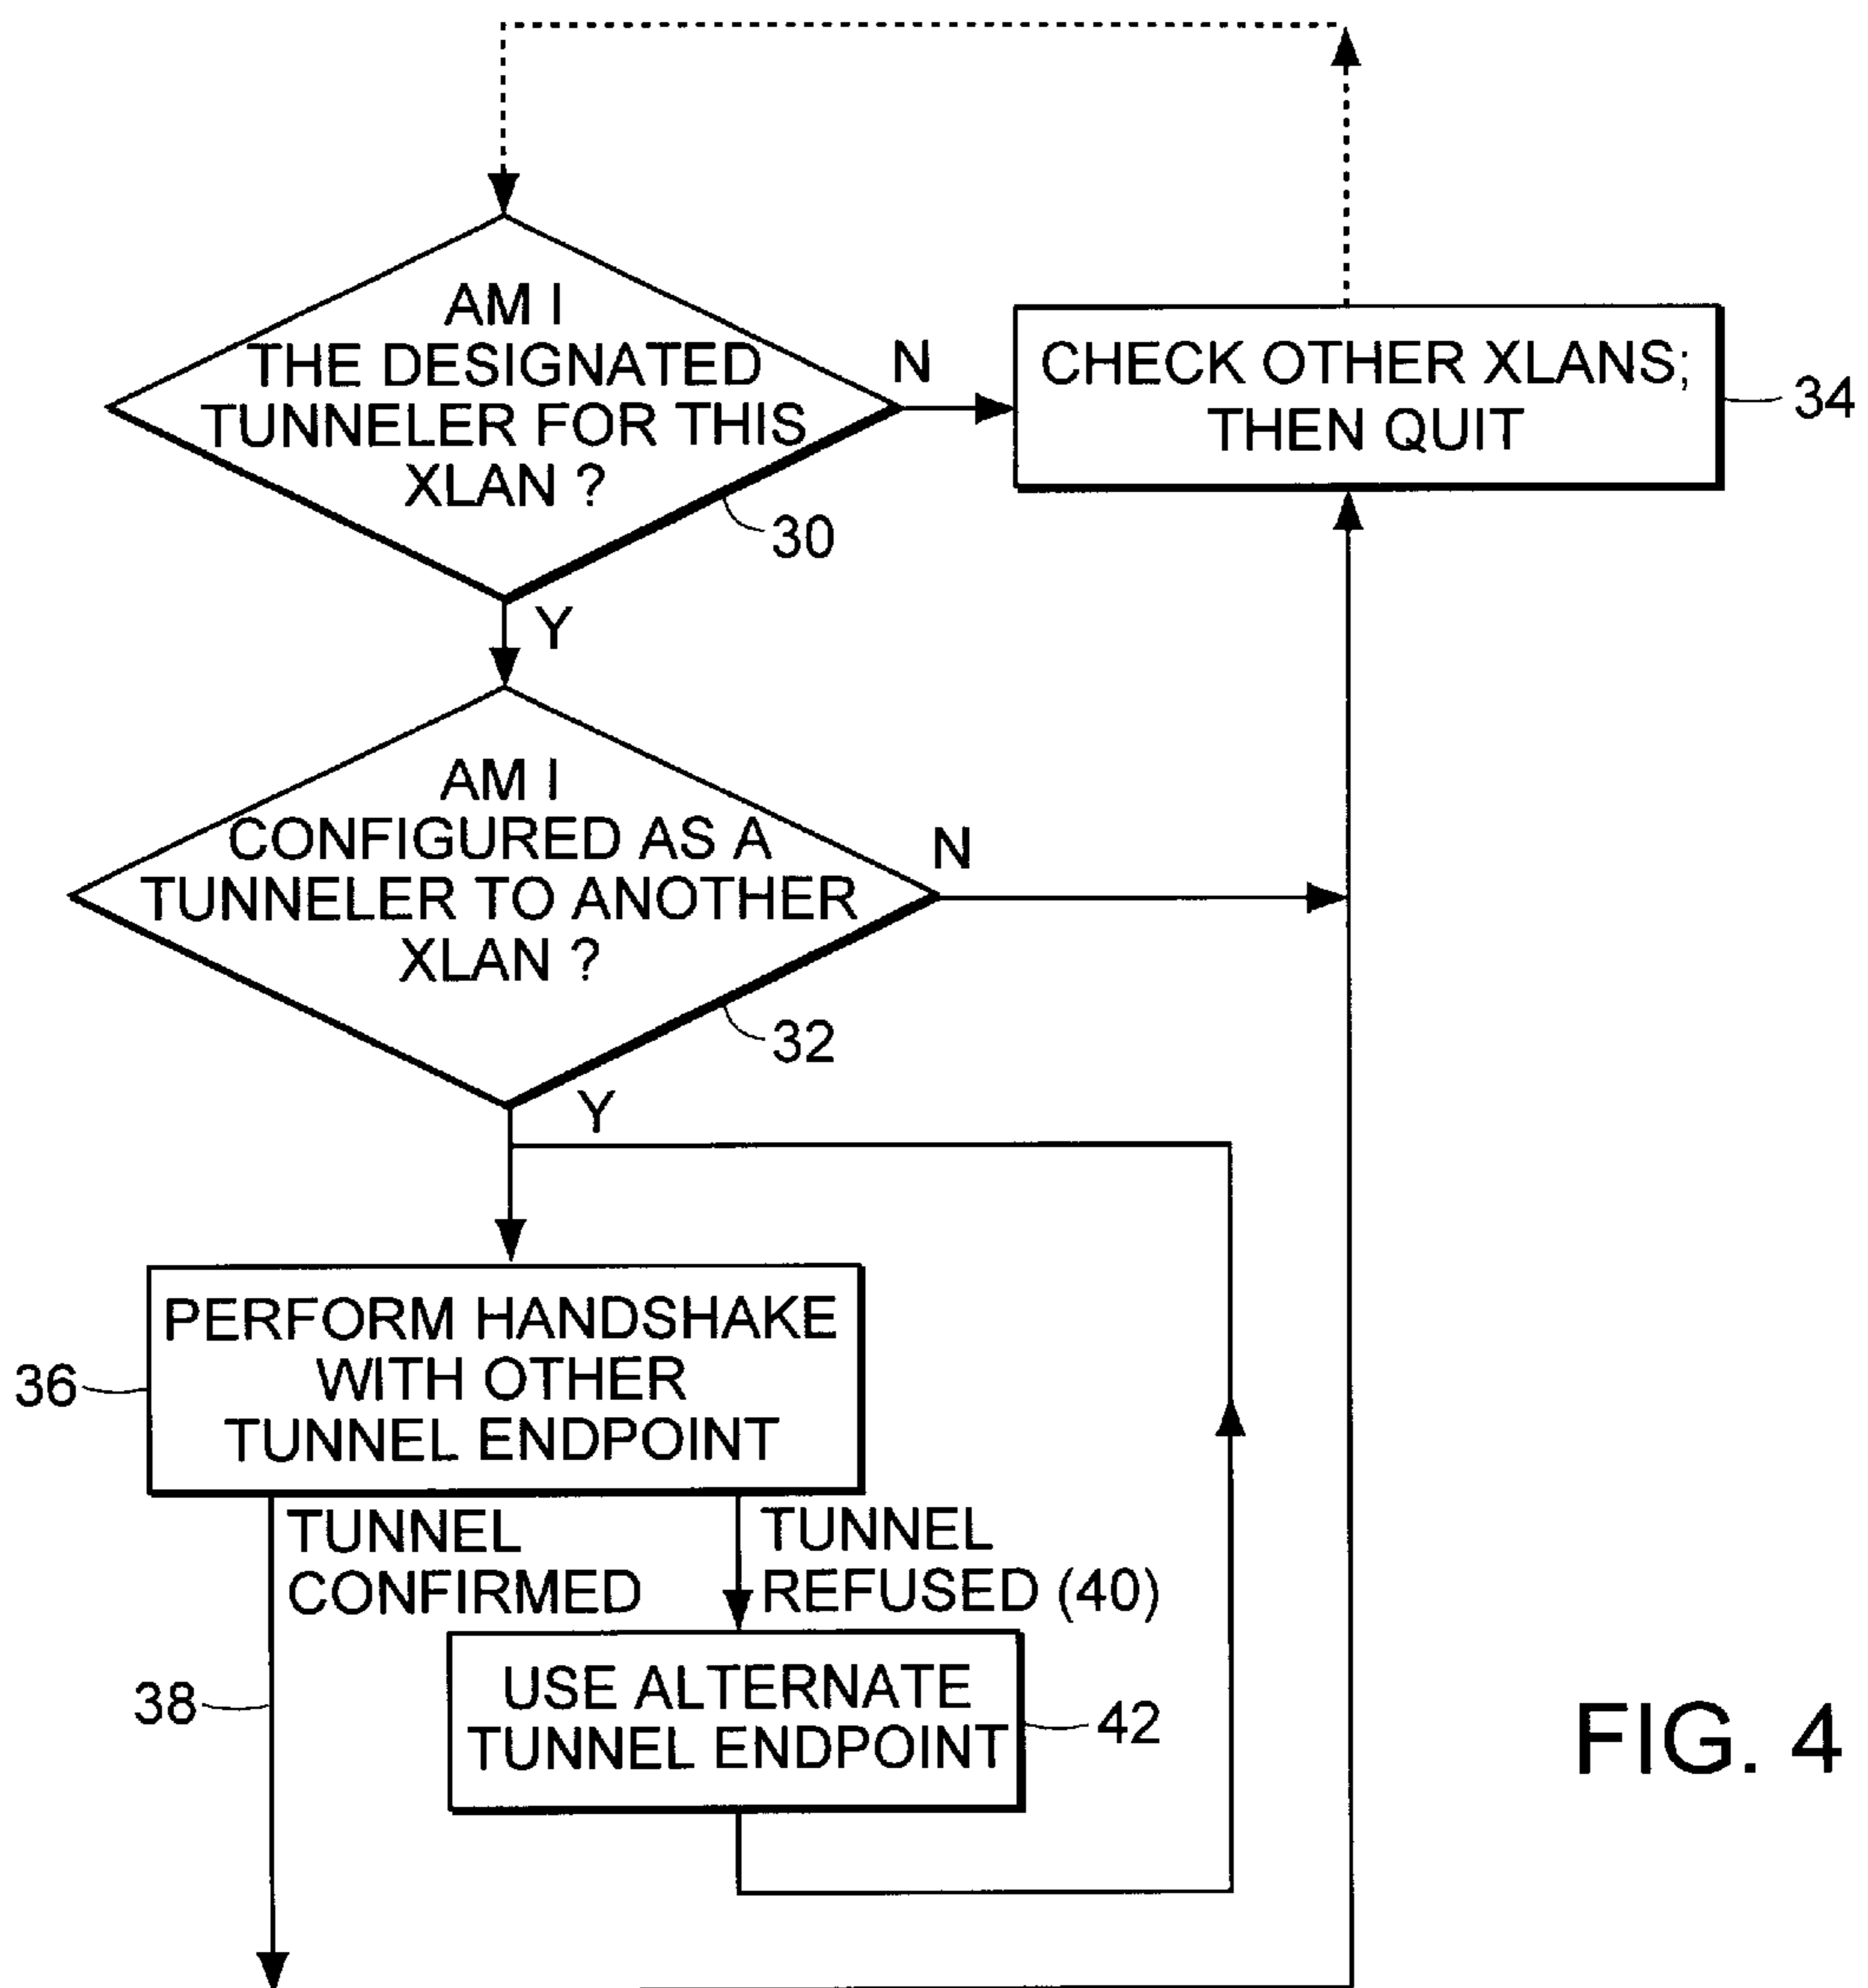 AM I
THE DESIGNATED
TUNNELER FOR THIS
XLAN ?
30
N
CHECK OTHER XLANS;
THEN QUIT
34
Y
AM I
CONFIGURED AS A
TUNNELER TO ANOTHER
XLAN ?
32
N
Y
PERFORM HANDSHAKE
WITH OTHER
TUNNEL ENDPOINT
36
TUNNEL
CONFIRMED
38
TUNNEL
REFUSED (40)
USE ALTERNATE
TUNNEL ENDPOINT
42
FIG. 4